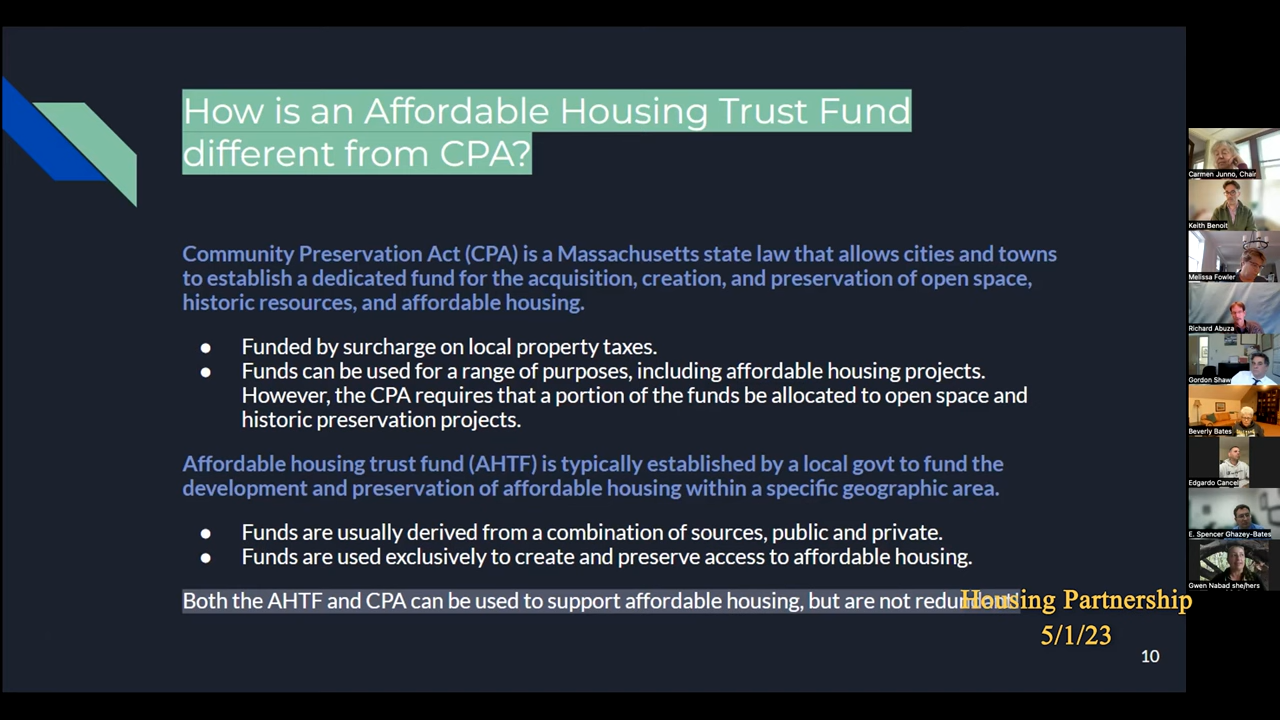 How is an Affordable Housing Trust Fund
different from CPA?
Community Preservation Act (CPA) is a Massachusetts state law that allows cities and towns
to establish a dedicated fund for the acquisition, creation, and preservation of open space,
historic resources, and affordable housing.
● Funded by surcharge on local property taxes.
● Funds can be used for a range of purposes, including affordable housing projects.
However, the CPA requires that a portion of the funds be allocated to open space and
historic preservation projects.
Affordable housing trust fund (AHTF) is typically established by a local govt to fund the
development and preservation of affordable housing within a specific geographic area.
● Funds are usually derived from a combination of sources, public and private.
● Funds are used exclusively to create and preserve access to affordable housing.
Both the AHTF and CPA can be used to support affordable housing, but are not
Housing Partnership
5/1/23
10
Carmen Junno, Chair
Keith Benoit
Melissa Fowler
Richard Abuza
Gordon Shaw
Beverly Bates
Edgardo Cancel
E. Spencer Ghazey-Bates
Gwen Nabad she/hers